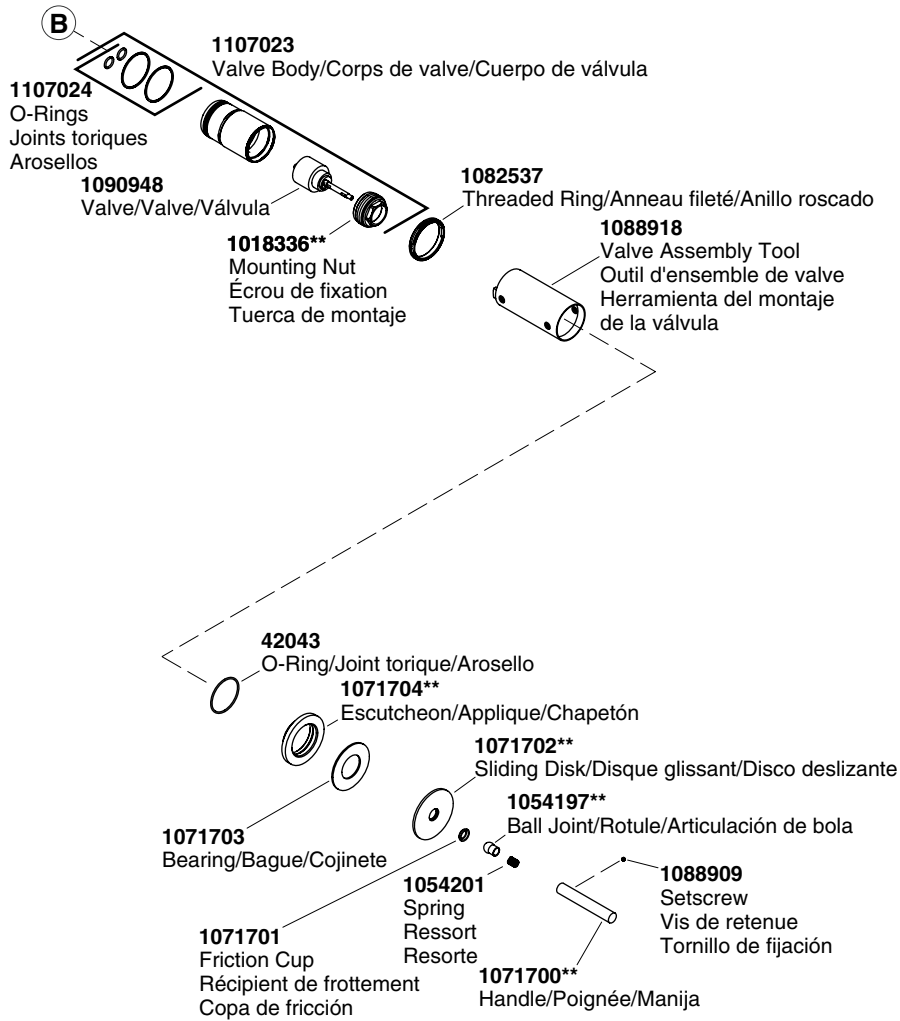 B
1107023
Valve Body/Corps de valve/Cuerpo de válvula
1107024
O-Rings
Joints toriques
Arosellos
1090948
Valve/Valve/Válvula
1082537
Threaded Ring/Anneau fileté/Anillo roscado
1018336**
Mounting Nut
Écrou de fixation
Tuerca de montaje
1088918
Valve Assembly Tool
Outil d'ensemble de valve
Herramienta del montaje
de la válvula
42043
O-Ring/Joint torique/Arosello
1071704**
Escutcheon/Applique/Chapetón
1071702**
Sliding Disk/Disque glissant/Disco deslizante
1054197**
Ball Joint/Rotule/Articulación de bola
1071703
Bearing/Bague/Cojinete
1054201
Spring
Ressort
Resorte
1088909
Setscrew
Vis de retenue
Tornillo de fijación
1071701
Friction Cup
Récipient de frottement
Copa de fricción
1071700**
Handle/Poignée/Manija